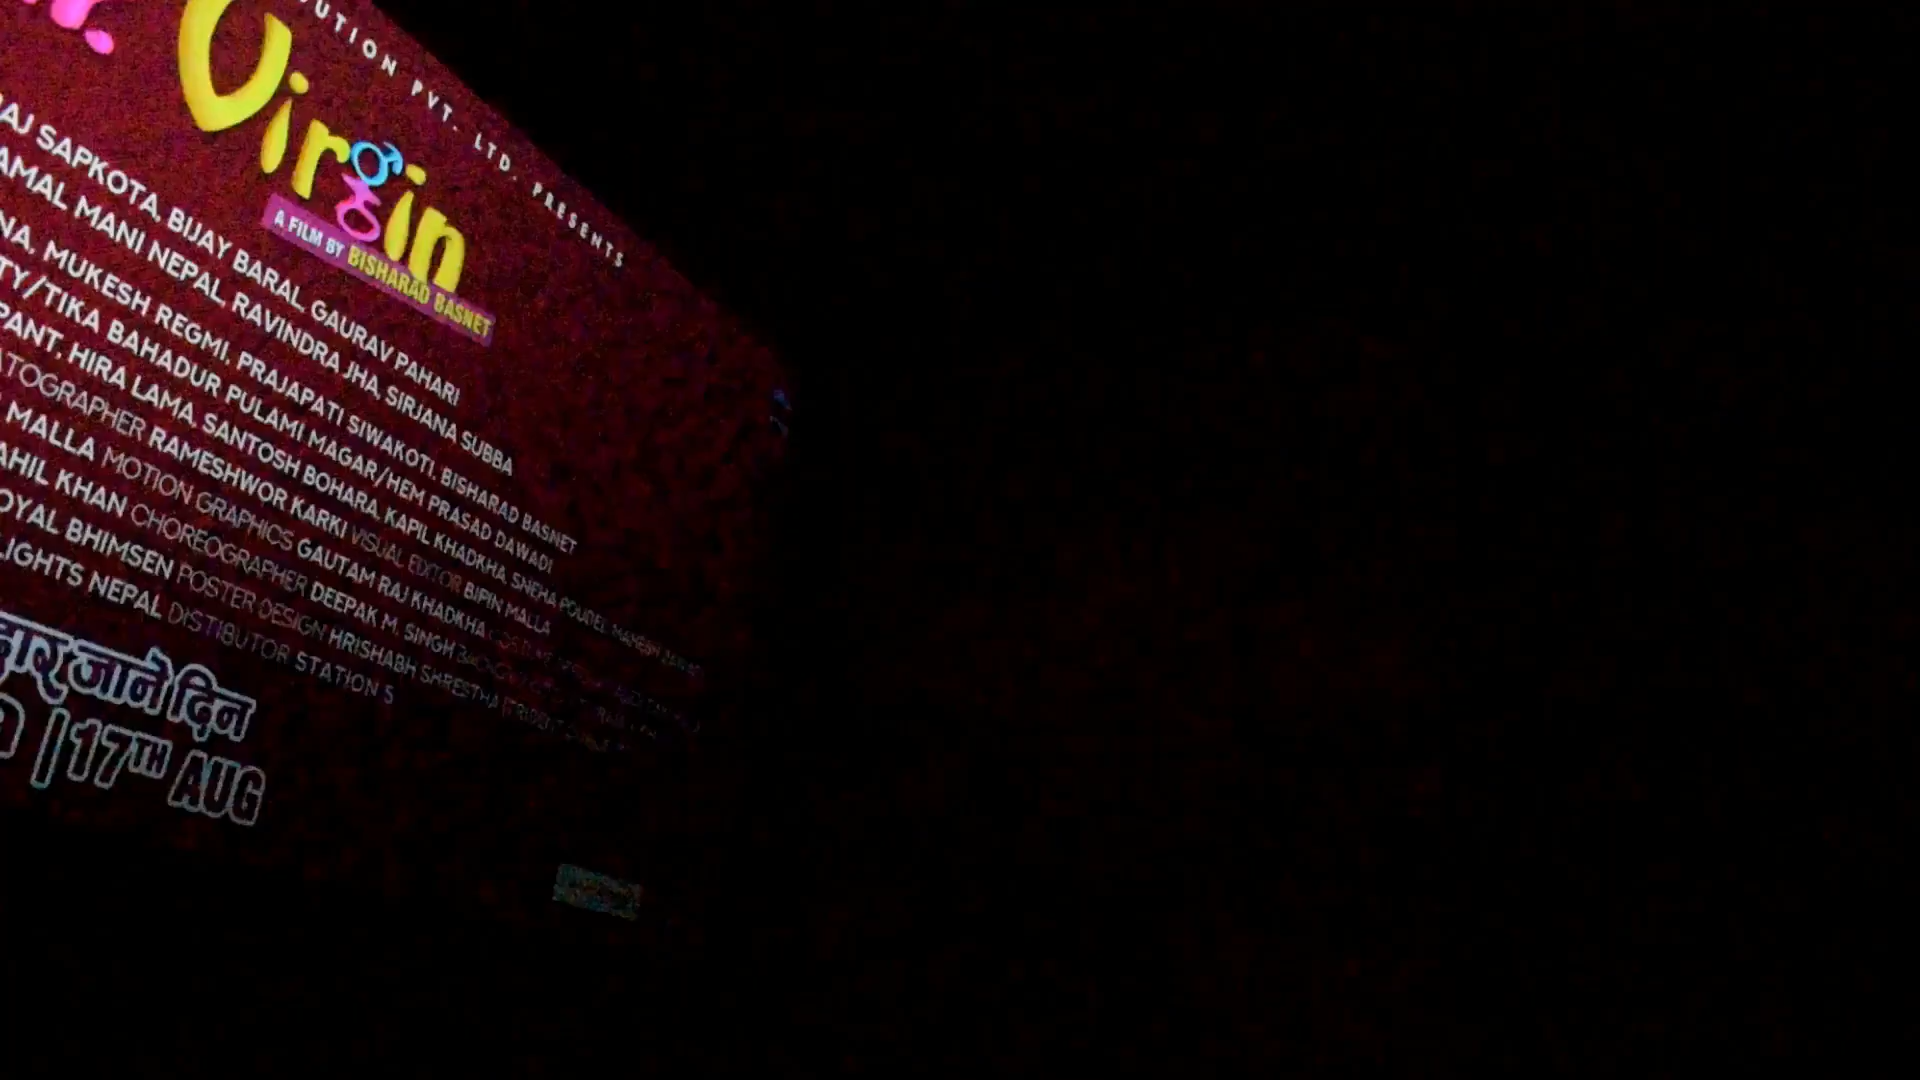 UTION PVT. LTD. PRESENTS
r. Virgin
A FILM BY BISHARAD BASNET
AJ SAPKOTA, BIJAY BARAL, GAURAV PAHARI
AMAL MANI NEPAL, RAVINDRA JHA, SIRJANA SUBBA
NA, MUKESH REGMI, PRAJAPATI SIWAKOTI, BISHARAD BASNET
TY/TIKA BAHADUR PULAMI MAGAR/HEM PRASAD DAWADI
PANT, HIRA LAMA, SANTOSH BOHARA, KAPIL KHADKHA, SNEHA POUDEL
ATOGRAPHER RAMESHWOR KARKI VISUAL EDITOR BIPIN MALLA
MALLA MOTION GRAPHICS GAUTAM RAJ KHADKHA
AHIL KHAN CHOREOGRAPHER DEEPAK M. SINGH
OYAL BHIMSEN POSTER DESIGN HRISHABH SHRESTHA
LIGHTS NEPAL DISTIBUTOR STATION 5
जाने दिन
17TH AUG